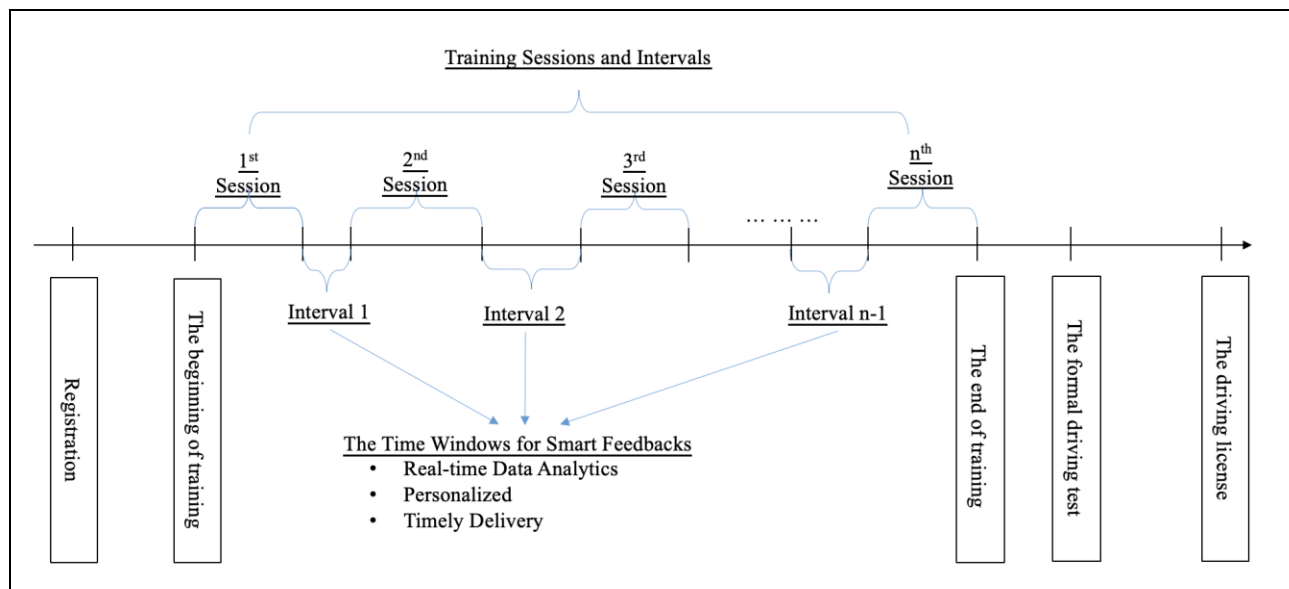 Training Sessions and Intervals
1st
Session
2nd
Session
3rd
Session
nth
Session
… … …
Interval 1
Interval 2
Interval n-1
Registration
The beginning of training
The Time Windows for Smart Feedbacks
• Real-time Data Analytics
• Personalized
• Timely Delivery
The end of training
The formal driving test
The driving license